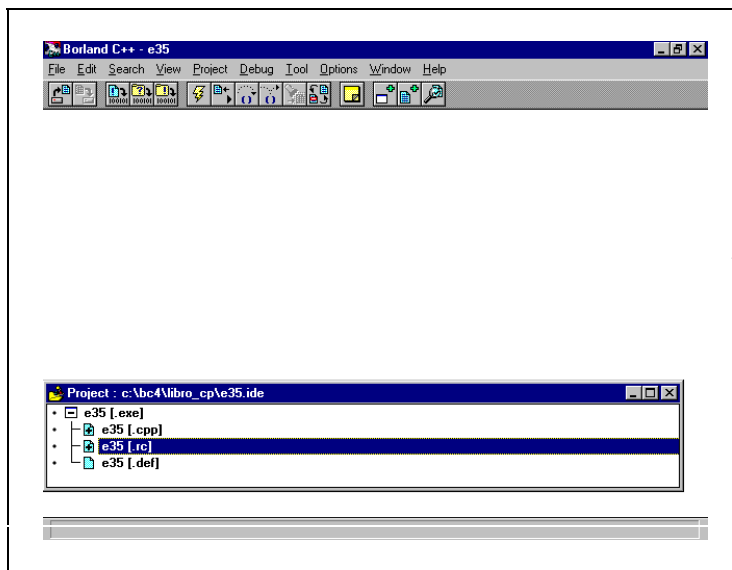 Borland C++ - e35
File Edit Search View Project Debug Tool Options Window Help
Project : c:\bc4\libro_cp\e35.ide
e35 [.exe]
e35 [.cpp]
e35 [.rc]
e35 [.def]